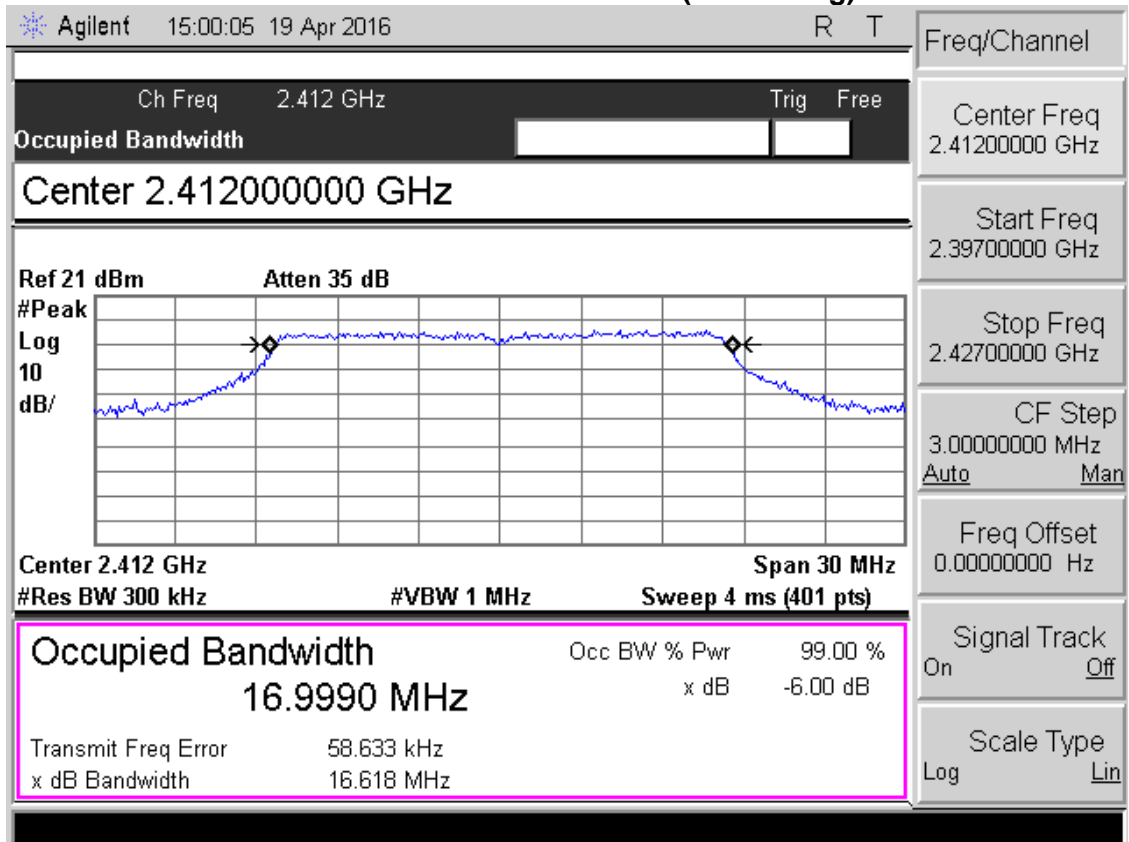 Agilent 15:00:05 19 Apr 2016 R T
Freq/Channel
Ch Freq 2.412 GHz Trig Free
Occupied Bandwidth
Center 2.412000000 GHz
Ref 21 dBm Atten 35 dB
#Peak
Log
10
dB/
Center 2.412 GHz Span 30 MHz
#Res BW 300 kHz #VBW 1 MHz Sweep 4 ms (401 pts)
Occupied Bandwidth Occ BW % Pwr 99.00 %
16.9990 MHz x dB -6.00 dB
Transmit Freq Error 58.633 kHz
x dB Bandwidth 16.618 MHz
Center Freq
2.41200000 GHz
Start Freq
2.39700000 GHz
Stop Freq
2.42700000 GHz
CF Step
3.00000000 MHz
Auto Man
Freq Offset
0.00000000 Hz
Signal Track
On Off
Scale Type
Log Lin